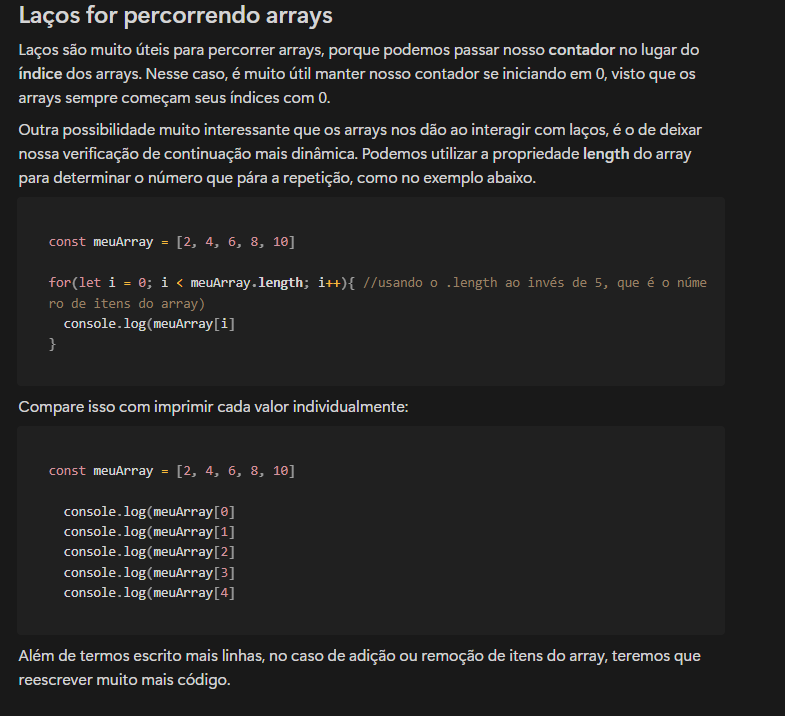 Laços for percorrendo arrays
Laços são muito úteis para percorrer arrays, porque podemos passar nosso contador no lugar do
índice dos arrays. Nesse caso, é muito útil manter nosso contador se iniciando em 0, visto que os
arrays sempre começam seus índices com 0.
Outra possibilidade muito interessante que os arrays nos dão ao interagir com laços, é o de deixar
nossa verificação de continuação mais dinâmica. Podemos utilizar a propriedade length do array
para determinar o número que pára a repetição, como no exemplo abaixo.
const meuArray = [2, 4, 6, 8, 10]
for(let i = 0; i < meuArray.length; i++){ //usando o .length ao invés de 5, que é o núme
ro de itens do array)
console.log(meuArray[i]
}
Compare isso com imprimir cada valor individualmente:
const meuArray = [2, 4, 6, 8, 10]
console.log(meuArray[0]
console.log(meuArray[1]
console.log(meuArray[2]
console.log(meuArray[3]
console.log(meuArray[4]
Além de termos escrito mais linhas, no caso de adição ou remoção de itens do array, teremos que
reescrever muito mais código.